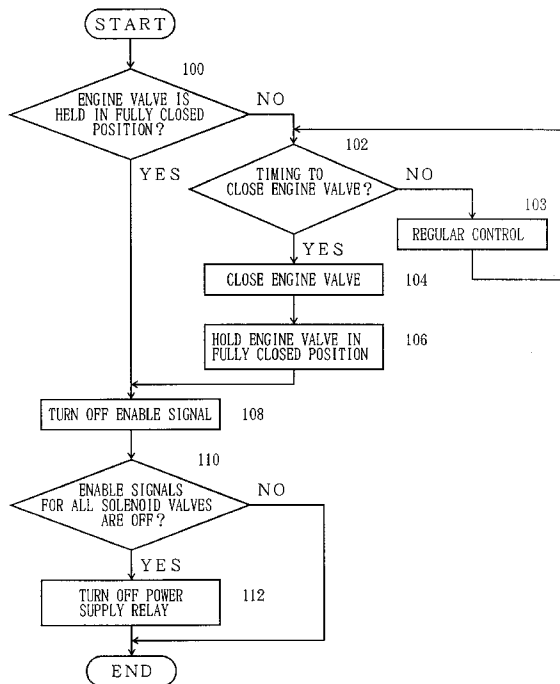 START
100
ENGINE VALVE IS
HELD IN FULLY CLOSED
POSITION?
NO
YES
102
TIMING TO
CLOSE ENGINE VALVE?
NO
103
REGULAR CONTROL
YES
CLOSE ENGINE VALVE
104
HOLD ENGINE VALVE IN
FULLY CLOSED POSITION
106
TURN OFF ENABLE SIGNAL
108
110
ENABLE SIGNALS
FOR ALL SOLENOID VALVES
ARE OFF?
NO
YES
TURN OFF POWER
SUPPLY RELAY
112
END